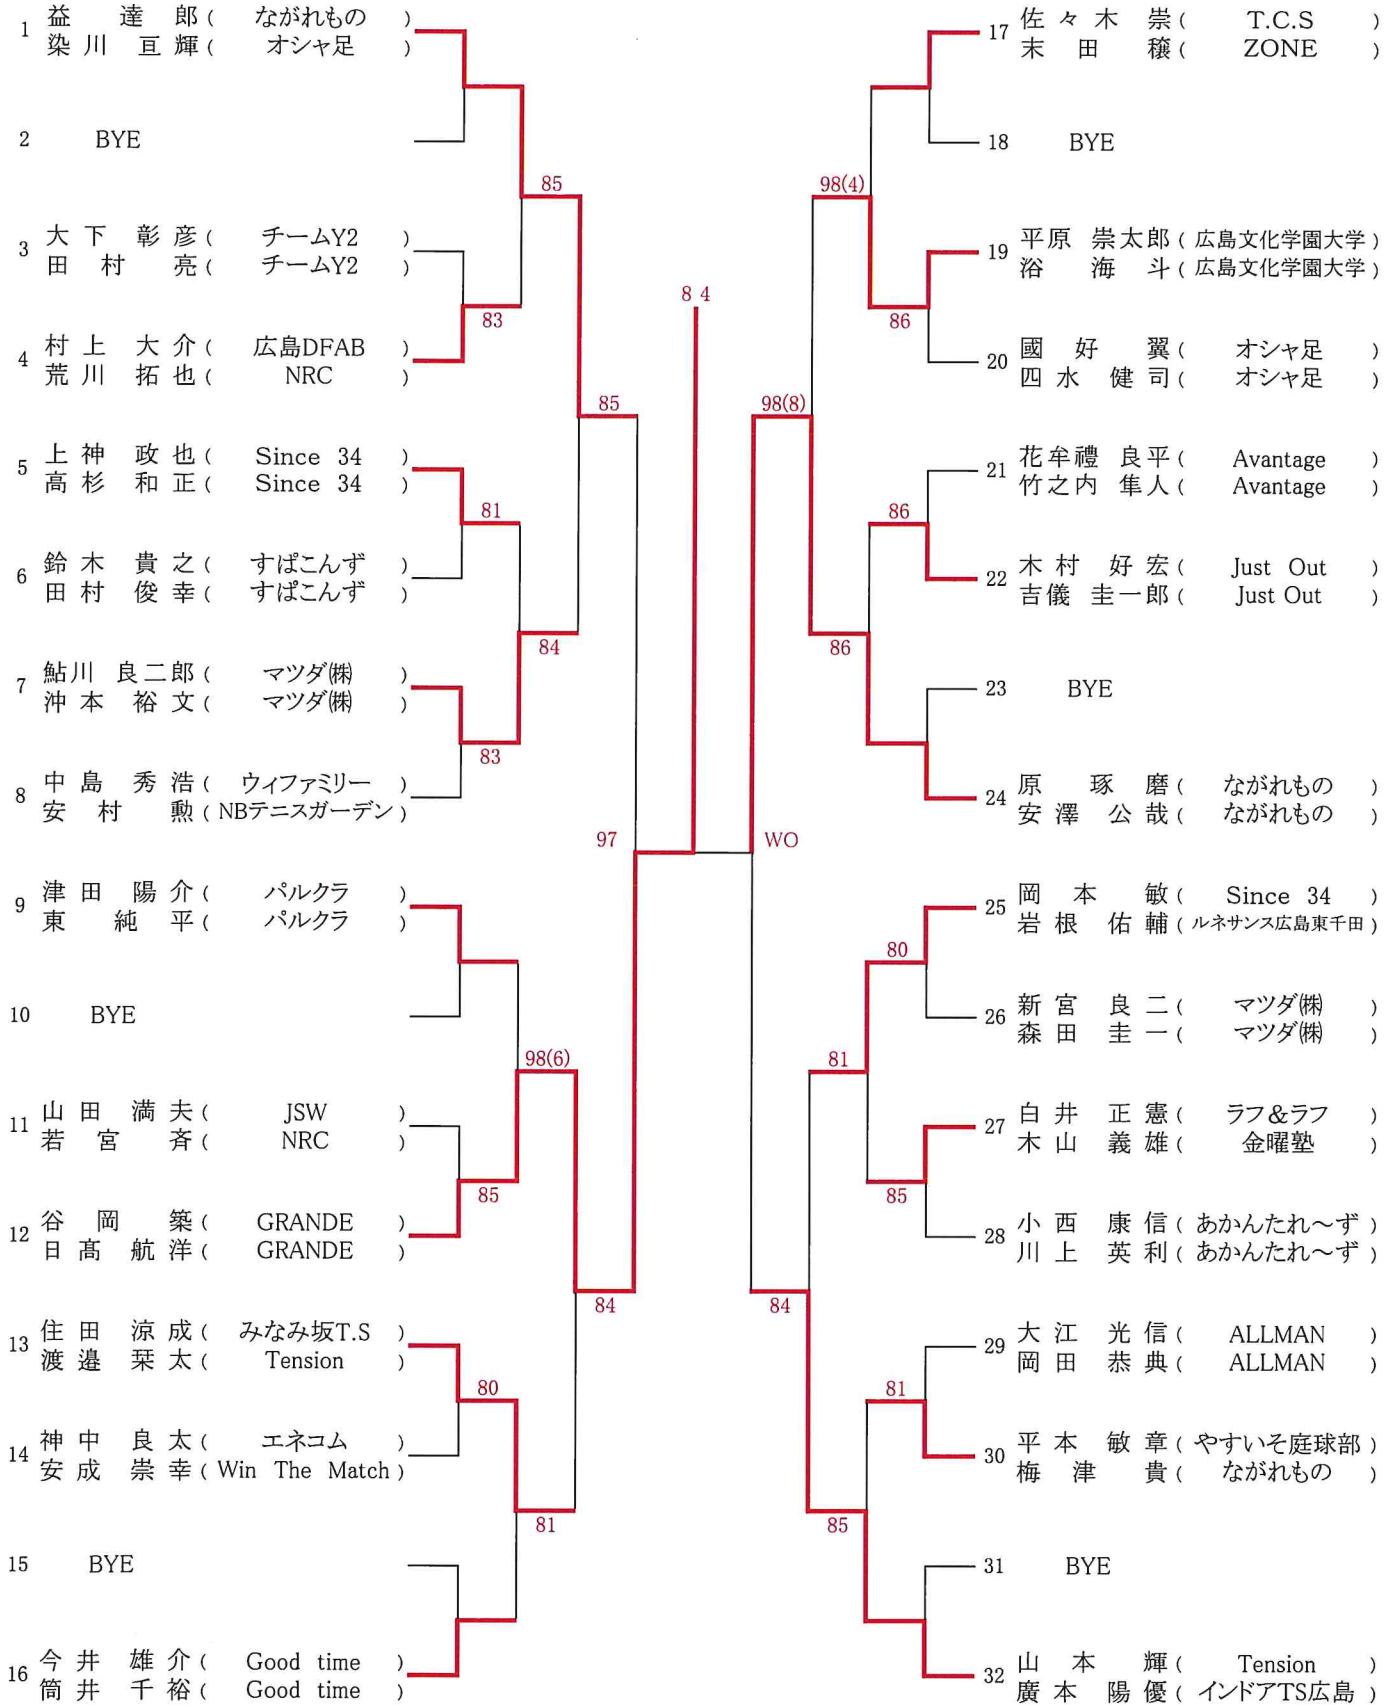 1 益 達 郎 ( ながれもの )
染 川 亘 輝 ( オシャ足 )
2 BYE
85
3 大 下 彰 彦 ( チームY2 )
田 村 亮 ( チームY2 )
83
4 村 上 大 介 ( 広島DFAB )
荒 川 拓 也 ( NRC )
85
5 上 神 政 也 ( Since 34 )
高 杉 和 正 ( Since 34 )
81
6 鈴 木 貴 之 ( すぱこんず )
田 村 俊 幸 ( すぱこんず )
84
7 鮎川 良二郎 ( マツダ㈱ )
沖 本 裕 文 ( マツダ㈱ )
83
8 中 島 秀 浩 ( ウィファミリー )
安 村 勲 ( NBテニスガーデン )
97
9 津 田 陽 介 ( パルクラ )
東 純 平 ( パルクラ )
10 BYE
98(6)
11 山 田 満 夫 ( JSW )
若 宮 斉 ( NRC )
85
12 谷 岡 築 ( GRANDE )
日 髙 航 洋 ( GRANDE )
84
13 住 田 涼 成 ( みなみ坂T.S )
渡 邉 栞 太 ( Tension )
80
14 神 中 良 太 ( エネコム )
安 成 崇 幸 ( Win The Match )
81
15 BYE
16 今 井 雄 介 ( Good time )
筒 井 千 裕 ( Good time )
8 4
17 佐 々 木 崇 ( T.C.S )
末 田 穣 ( ZONE )
18 BYE
98(4)
19 平原 崇太郎 ( 広島文化学園大学 )
浴 海 斗 ( 広島文化学園大学 )
86
20 國 好 翼 ( オシャ足 )
四 水 健 司 ( オシャ足 )
98(8)
21 花牟禮 良平 ( Avantage )
竹之内 隼人 ( Avantage )
86
22 木 村 好 宏 ( Just Out )
吉儀 圭一郎 ( Just Out )
86
23 BYE
24 原 琢 磨 ( ながれもの )
安 澤 公 哉 ( ながれもの )
WO
25 岡 本 敏 ( Since 34 )
岩 根 佑 輔 ( ルネサンス広島東千田 )
80
26 新 宮 良 二 ( マツダ㈱ )
森 田 圭 一 ( マツダ㈱ )
81
27 白 井 正 憲 ( ラフ&ラフ )
木 山 義 雄 ( 金曜塾 )
85
28 小 西 康 信 ( あかんたれ～ず )
川 上 英 利 ( あかんたれ～ず )
84
29 大 江 光 信 ( ALLMAN )
岡 田 恭 典 ( ALLMAN )
81
30 平 本 敏 章 ( やすいそ庭球部 )
梅 津 貴 ( ながれもの )
85
31 BYE
32 山 本 輝 ( Tension )
廣 本 陽 優 ( インドアTS広島 )